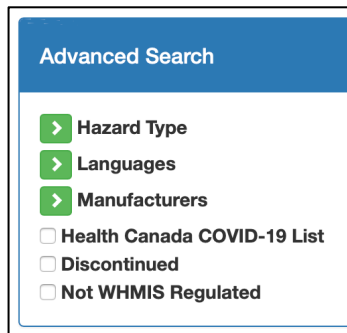 Advanced Search
Hazard Type
Languages
Manufacturers
Health Canada COVID-19 List
Discontinued
Not WHMIS Regulated